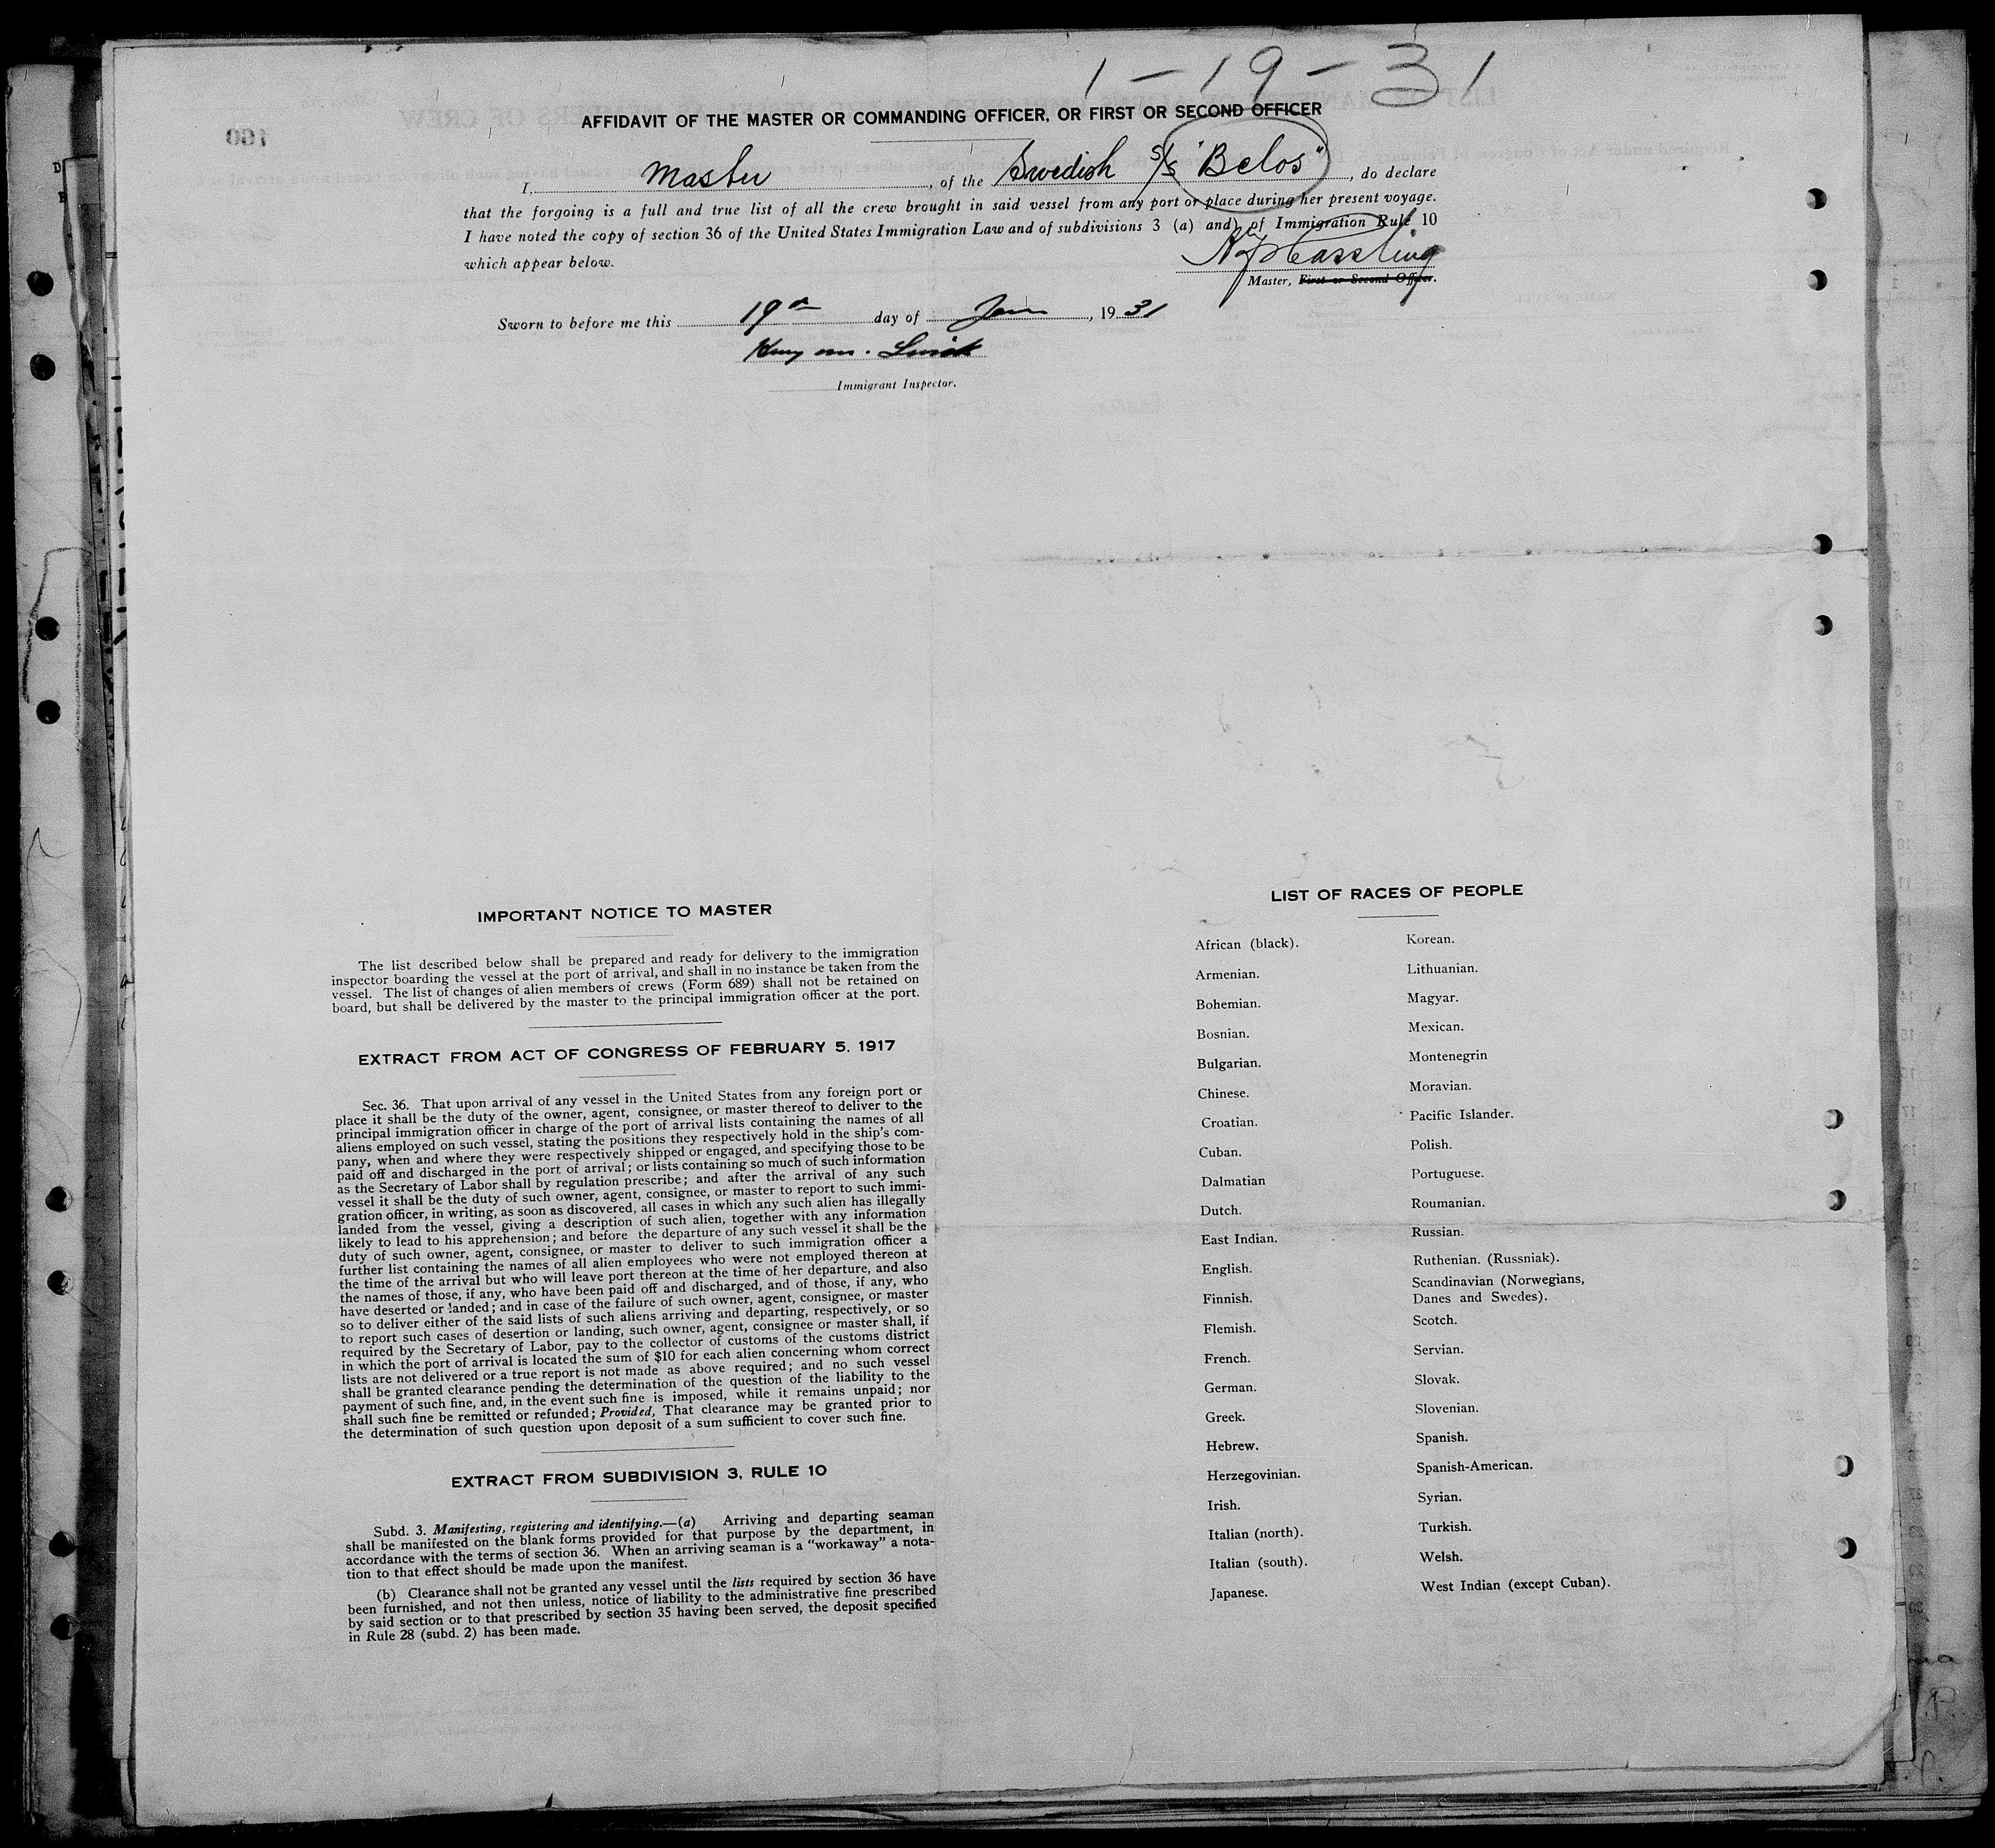 1-19-31
AFFIDAVIT OF THE MASTER OR COMMANDING OFFICER, OR FIRST OR SECOND OFFICER
I, Master, of the Swedish S/S "Belos", do declare
that the forgoing is a full and true list of all the crew brought in said vessel from any port or place during her present voyage.
I have noted the copy of section 36 of the United States Immigration Law and of subdivisions 3 (a) and of Immigration Rule 10
which appear below.
Master, First or Second Officer.
Sworn to before me this 19th day of Jan, 1931
Immigrant Inspector.
IMPORTANT NOTICE TO MASTER
The list described below shall be prepared and ready for delivery to the immigration
inspector boarding the vessel at the port of arrival, and shall in no instance be taken from the
vessel. The list of changes of alien members of crews (Form 689) shall not be retained on
board, but shall be delivered by the master to the principal immigration officer at the port.
EXTRACT FROM ACT OF CONGRESS OF FEBRUARY 5, 1917
Sec. 36. That upon arrival of any vessel in the United States from any foreign port or
place it shall be the duty of the owner, agent, consignee, or master thereof to deliver to the
principal immigration officer in charge of the port of arrival lists containing the names of all
aliens employed on such vessel, stating the positions they respectively hold in the ship's com-
pany, when and where they were respectively shipped or engaged, and specifying those to be
paid off and discharged in the port of arrival; or lists containing so much of such information
as the Secretary of Labor shall by regulation prescribe; and after the arrival of any such
vessel it shall be the duty of such owner, agent, consignee, or master to report to such immi-
gration officer, in writing, as soon as discovered, all cases in which any such alien has illegally
landed from the vessel, giving a description of such alien, together with any information
likely to lead to his apprehension; and before the departure of any such vessel it shall be the
duty of such owner, agent, consignee, or master to deliver to such immigration officer a
further list containing the names of all alien employees who were not employed thereon at
the time of the arrival but who will leave port thereon at the time of her departure, and also
the names of those, if any, who have been paid off and discharged, and of those, if any, who
have deserted or landed; and in case of the failure of such owner, agent, consignee, or master
so to deliver either of the said lists of such aliens arriving and departing, respectively, or so
to report such cases of desertion or landing, such owner, agent, consignee or master shall, if
required by the Secretary of Labor, pay to the collector of customs of the customs district
in which the port of arrival is located the sum of $10 for each alien concerning whom correct
lists are not delivered or a true report is not made as above required; and no such vessel
shall be granted clearance pending the determination of the question of the liability to the
payment of such fine, and, in the event such fine is imposed, while it remains unpaid; nor
shall such fine be remitted or refunded; Provided, That clearance may be granted prior to
the determination of such question upon deposit of a sum sufficient to cover such fine.
EXTRACT FROM SUBDIVISION 3, RULE 10
Subd. 3. Manifesting, registering and identifying.—(a) Arriving and departing seaman
shall be manifested on the blank forms provided for that purpose by the department, in
accordance with the terms of section 36. When an arriving seaman is a "workaway" a nota-
tion to that effect should be made upon the manifest.
(b) Clearance shall not be granted any vessel until the lists required by section 36 have
been furnished, and not then unless, notice of liability to the administrative fine prescribed
by said section or to that prescribed by section 35 having been served, the deposit specified
in Rule 28 (subd. 2) has been made.
LIST OF RACES OF PEOPLE
African (black).
Armenian.
Bohemian.
Bosnian.
Bulgarian.
Chinese.
Croatian.
Cuban.
Dalmatian
Dutch.
East Indian.
English.
Finnish.
Flemish.
French.
German.
Greek.
Hebrew.
Herzegovinian.
Irish.
Italian (north).
Italian (south).
Japanese.
Korean.
Lithuanian.
Magyar.
Mexican.
Montenegrin
Moravian.
Pacific Islander.
Polish.
Portuguese.
Roumanian.
Russian.
Ruthenian. (Russniak).
Scandinavian (Norwegians,
Danes and Swedes).
Scotch.
Servian.
Slovak.
Slovenian.
Spanish.
Spanish-American.
Syrian.
Turkish.
Welsh.
West Indian (except Cuban).